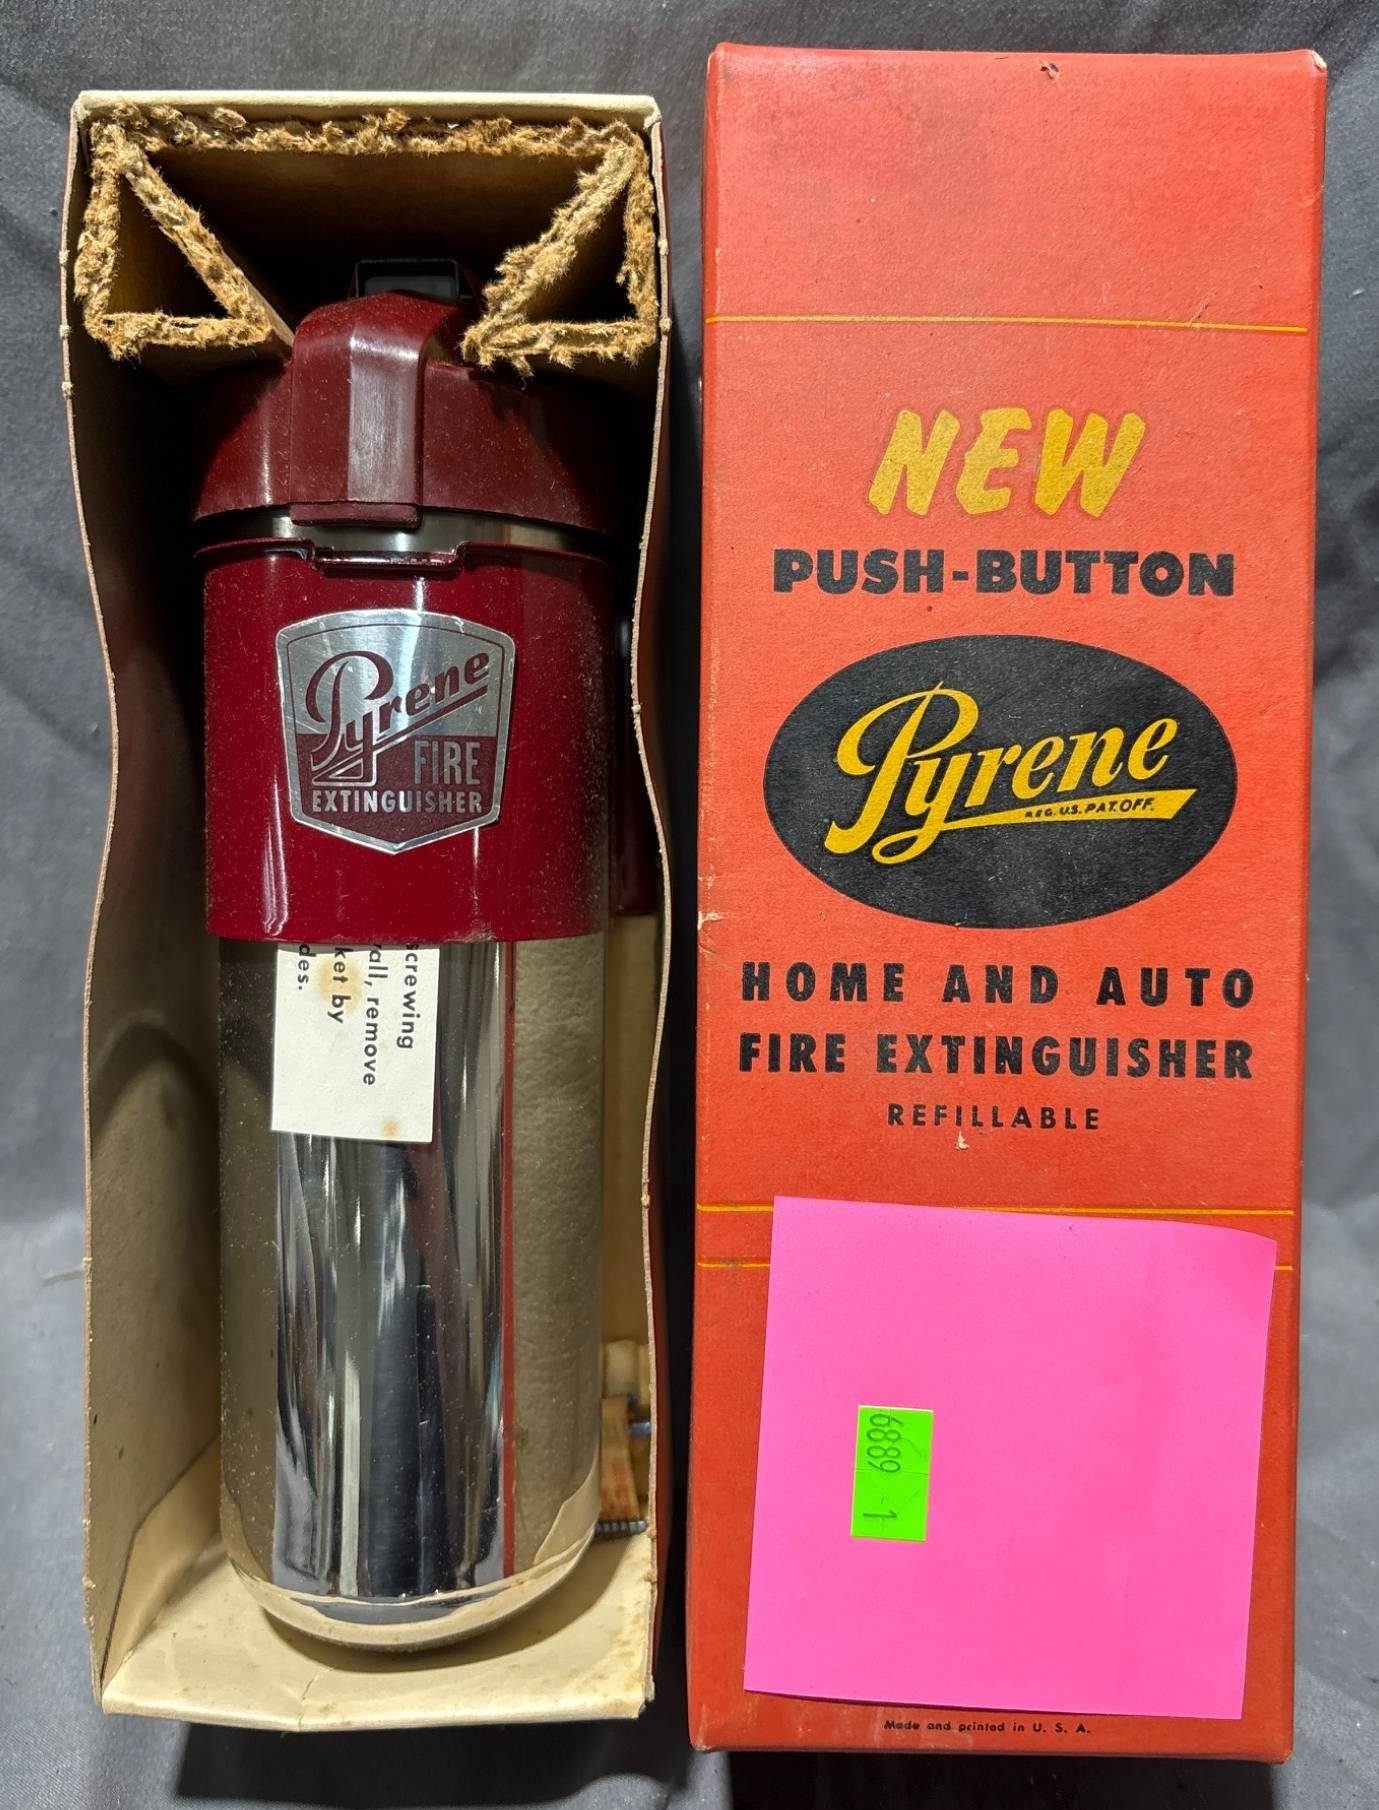 Pyrene
FIRE
EXTINGUISHER
screwing
all, remove
ket by
des.
NEW
PUSH-BUTTON
Pyrene
REG. U.S. PAT. OFF.
HOME AND AUTO
FIRE EXTINGUISHER
REFILLABLE
6889-1
Made and printed in U. S. A.